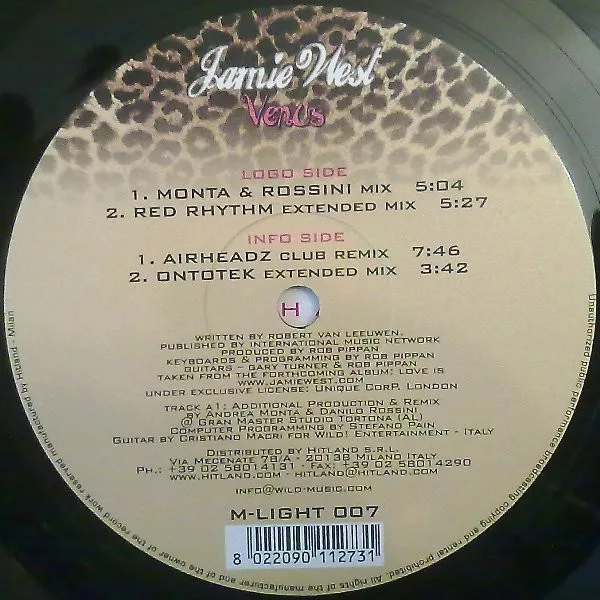 Jamie West
Venus
LOGO SIDE
1. MONTA & ROSSINI MIX 5:04
2. RED RHYTHM EXTENDED MIX 5:27
INFO SIDE
1. AIRHEADZ CLUB REMIX 7:46
2. ONTOTEK EXTENDED MIX 3:42
H
WRITTEN BY ROBERT VAN LEEUWEN.
PUBLISHED BY INTERNATIONAL MUSIC NETWORK
PRODUCED BY ROB PIPPAN
KEYBOARDS & PROGRAMMING BY ROB PIPPAN
GUITARS – GARY TURNER & ROB PIPPAN
TAKEN FROM THE FORTHCOMING ALBUM: LOVE IS
WWW.JAMIEWEST.COM
UNDER EXCLUSIVE LICENSE: UNIQUE CORP. LONDON
TRACK A1: ADDITIONAL PRODUCTION & REMIX
BY ANDREA MONTA & DANILO ROSSINI
@ GRAN MASTER STUDIO TORTONA (AL)
COMPUTER PROGRAMMING BY STEFANO PAIN
GUITAR BY CRISTIANO MACRI FOR WILD! ENTERTAINMENT - ITALY
DISTRIBUTED BY HITLAND S.R.L.
VIA MECENATE 78/A - 20138 MILANO ITALY
PH.: +39 02 58014131 - FAX: +39 02 58014290
WWW.HITLAND.COM - HITLAND@HITLAND.COM
INFO@WILD-MUSIC.COM
M-LIGHT 007
8 022090 112731
Unauthorized public performance broadcasting copying and rental prohibited. All rights of the manufacturer and of the owner of the record work reserved manufactured by Hitland - Milan